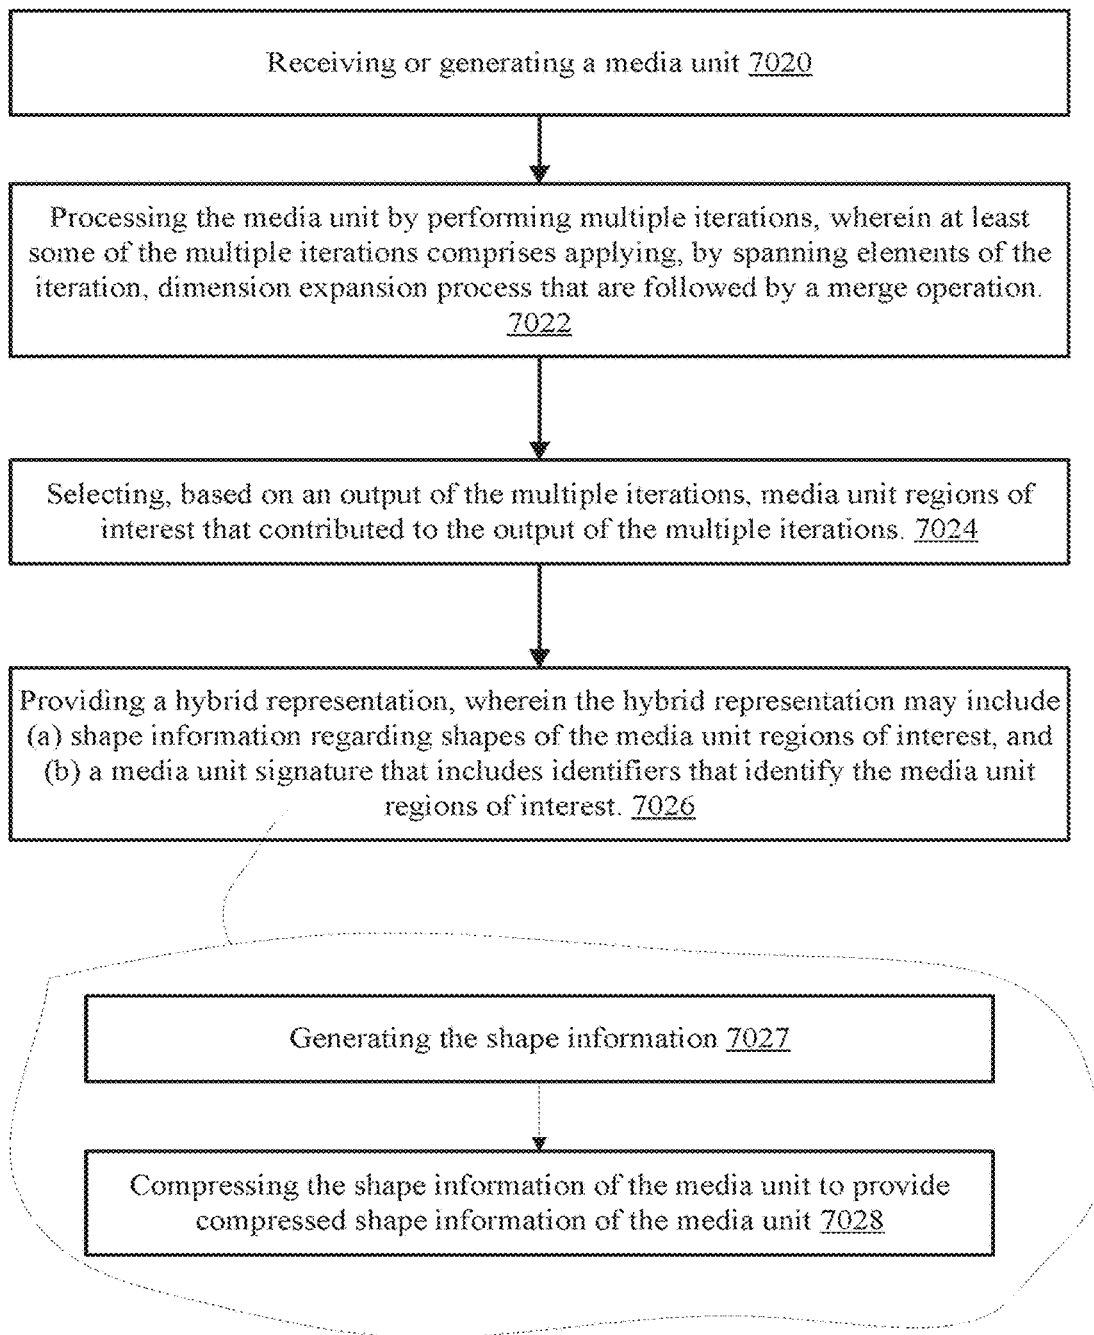 Receiving or generating a media unit 7020
Processing the media unit by performing multiple iterations, wherein at least
some of the multiple iterations comprises applying, by spanning elements of the
iteration, dimension expansion process that are followed by a merge operation.
7022
Selecting, based on an output of the multiple iterations, media unit regions of
interest that contributed to the output of the multiple iterations. 7024
Providing a hybrid representation, wherein the hybrid representation may include
(a) shape information regarding shapes of the media unit regions of interest, and
(b) a media unit signature that includes identifiers that identify the media unit
regions of interest. 7026
Generating the shape information 7027
Compressing the shape information of the media unit to provide
compressed shape information of the media unit 7028